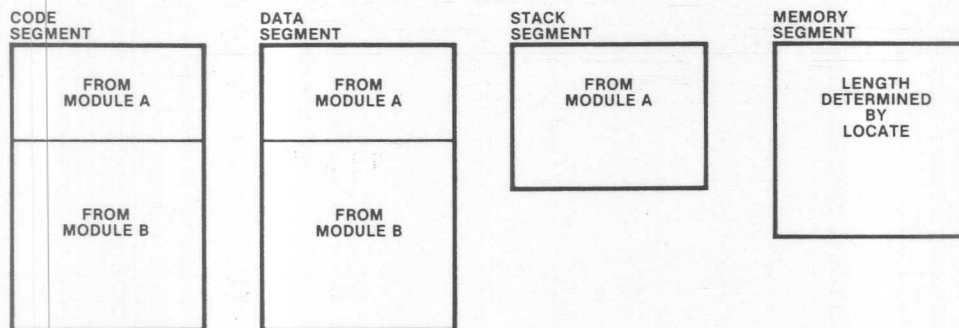 CODE
SEGMENT
FROM
MODULE A
FROM
MODULE B
DATA
SEGMENT
FROM
MODULE A
FROM
MODULE B
STACK
SEGMENT
FROM
MODULE A
MEMORY
SEGMENT
LENGTH
DETERMINED
BY
LOCATE